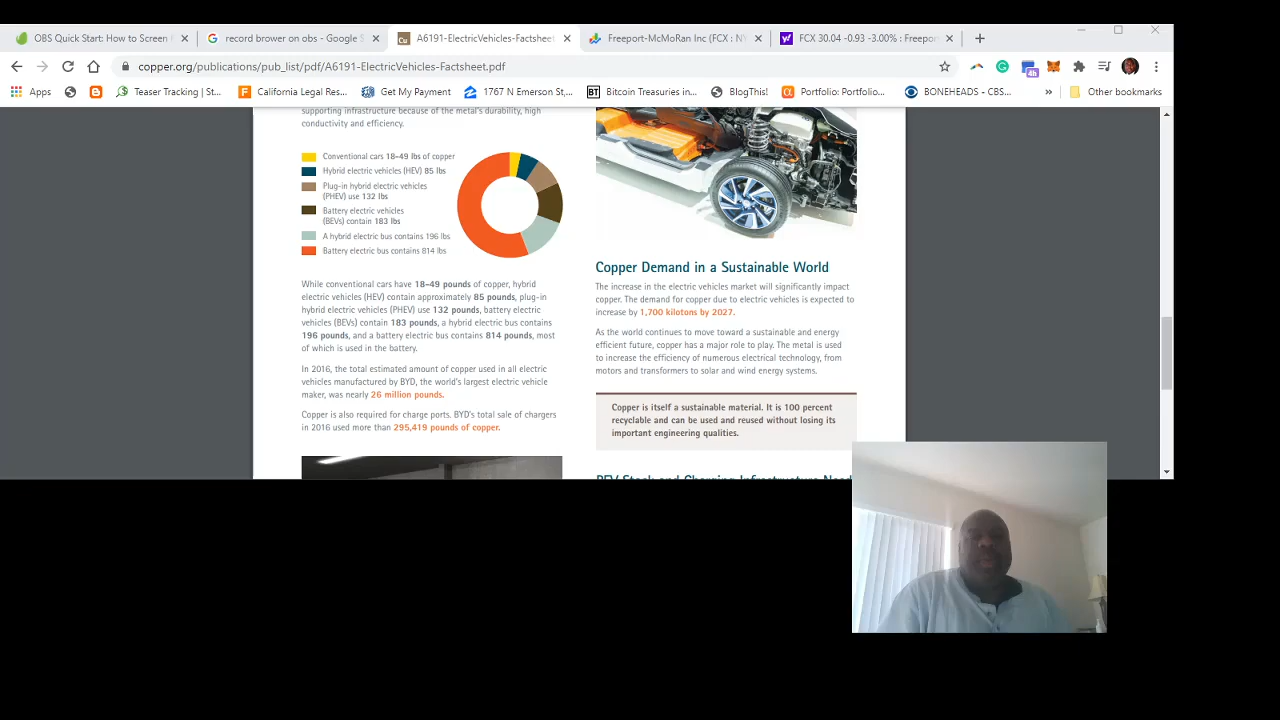 OBS Quick Start: How to Screen
record brower on obs - Google S
Cu
A6191-ElectricVehicles-Factsheet
Freeport-McMoRan Inc (FCX : NY
FCX 30.04 -0.93 -3.00% : Freepor
copper.org/publications/pub_list/pdf/A6191-ElectricVehicles-Factsheet.pdf
4h
Apps
Teaser Tracking | St...
California Legal Res...
Get My Payment
1767 N Emerson St,...
BT
Bitcoin Treasuries in...
BlogThis!
Portfolio: Portfolio...
BONEHEADS - CBS...
»
Other bookmarks
supporting infrastructure because of the metal's durability, high
conductivity and efficiency.
Conventional cars 18–49 lbs of copper
Hybrid electric vehicles (HEV) 85 lbs
Plug-in hybrid electric vehicles
(PHEV) use 132 lbs
Battery electric vehicles
(BEVs) contain 183 lbs
A hybrid electric bus contains 196 lbs
Battery electric bus contains 814 lbs
While conventional cars have 18–49 pounds of copper, hybrid
electric vehicles (HEV) contain approximately 85 pounds, plug-in
hybrid electric vehicles (PHEV) use 132 pounds, battery electric
vehicles (BEVs) contain 183 pounds, a hybrid electric bus contains
196 pounds, and a battery electric bus contains 814 pounds, most
of which is used in the battery.
In 2016, the total estimated amount of copper used in all electric
vehicles manufactured by BYD, the world's largest electric vehicle
maker, was nearly 26 million pounds.
Copper is also required for charge ports. BYD's total sale of chargers
in 2016 used more than 295,419 pounds of copper.
Copper Demand in a Sustainable World
The increase in the electric vehicles market will significantly impact
copper. The demand for copper due to electric vehicles is expected to
increase by 1,700 kilotons by 2027.
As the world continues to move toward a sustainable and energy
efficient future, copper has a major role to play. The metal is used
to increase the efficiency of numerous electrical technology, from
motors and transformers to solar and wind energy systems.
Copper is itself a sustainable material. It is 100 percent
recyclable and can be used and reused without losing its
important engineering qualities.